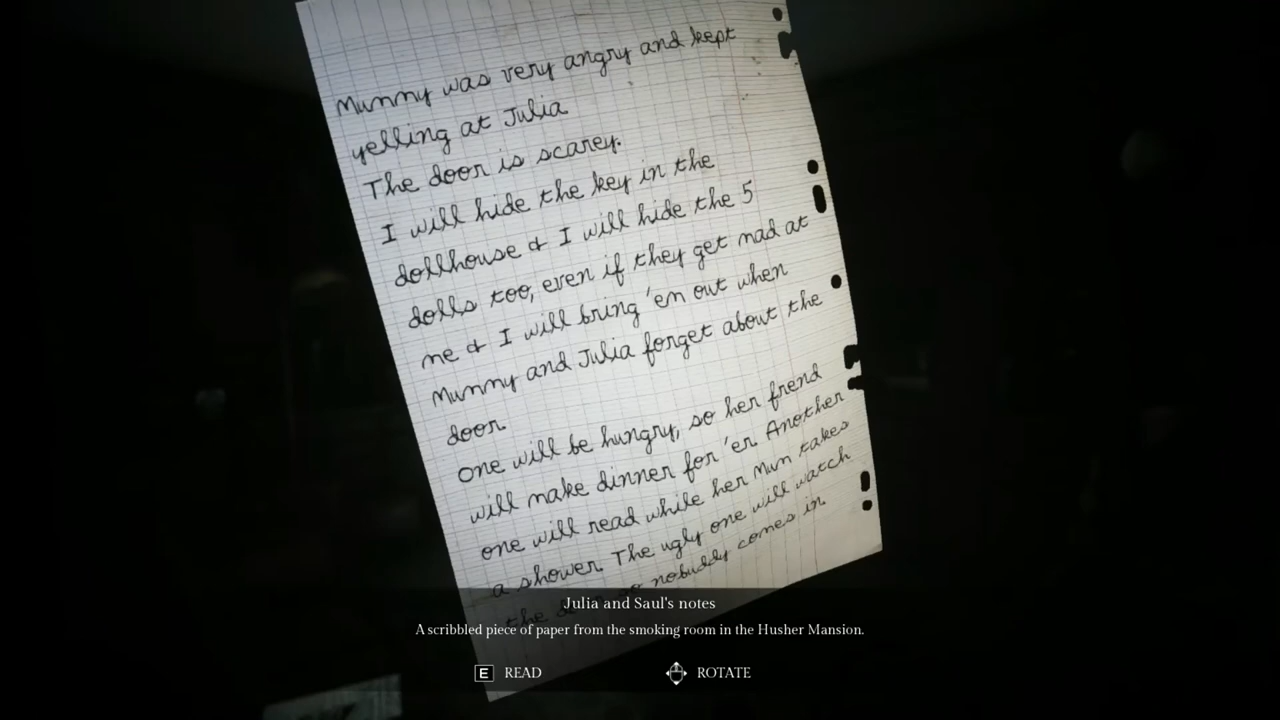 Mummy was very angry and kept
yelling at Julia
The door is scarey.
I will hide the key in the
dollhouse & I will hide the 5
dolls too, even if they get mad at
me & I will bring 'em out when
Mummy and Julia forget about the
door.
One will be hungry, so her frend
will make dinner for 'er. Another
one will read while her Mum takes
a shower. The ugly one will watch
the door so nobuddy comes in
Julia and Saul's notes
A scribbled piece of paper from the smoking room in the Husher Mansion.
E READ
ROTATE